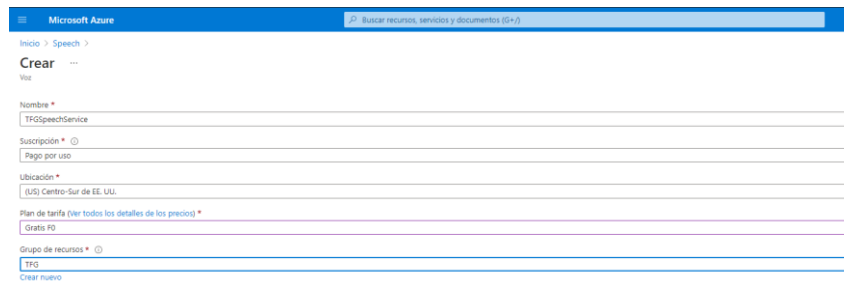 Microsoft Azure
Buscar recursos, servicios y documentos (G+/)
Inicio > Speech >
Crear ...
Voz
Nombre *
TFGSpeechService
Suscripción *
Pago por uso
Ubicación *
(US) Centro-Sur de EE. UU.
Plan de tarifa (Ver todos los detalles de los precios) *
Gratis F0
Grupo de recursos *
TFG
Crear nuevo